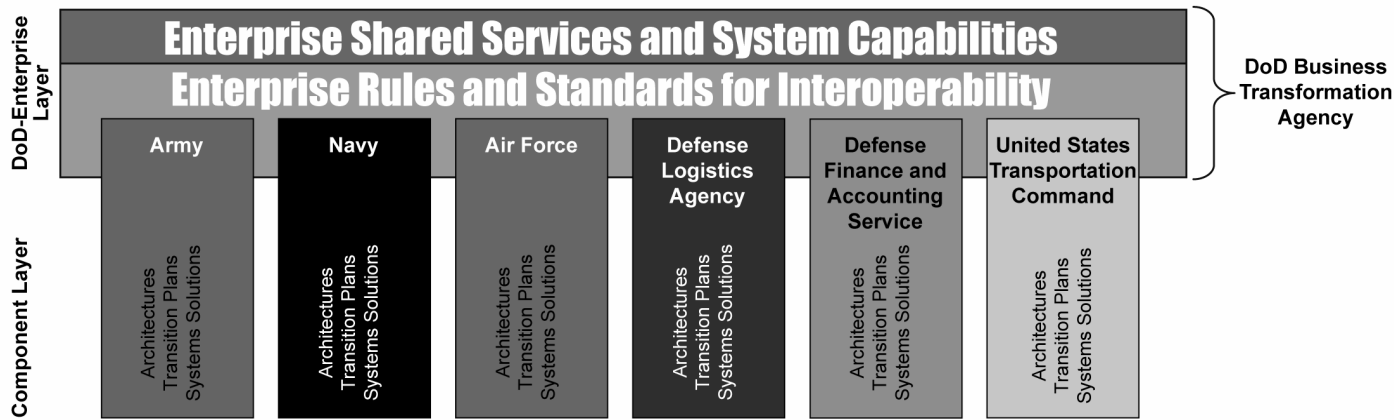 DoD-Enterprise
Layer
Enterprise Shared Services and System Capabilities
Enterprise Rules and Standards for Interoperability
DoD Business
Transformation
Agency
Component Layer
Army
Architectures
Transition Plans
Systems Solutions
Navy
Architectures
Transition Plans
Systems Solutions
Air Force
Architectures
Transition Plans
Systems Solutions
Defense
Logistics
Agency
Architectures
Transition Plans
Systems Solutions
Defense
Finance and
Accounting
Service
Architectures
Transition Plans
Systems Solutions
United States
Transportation
Command
Architectures
Transition Plans
Systems Solutions